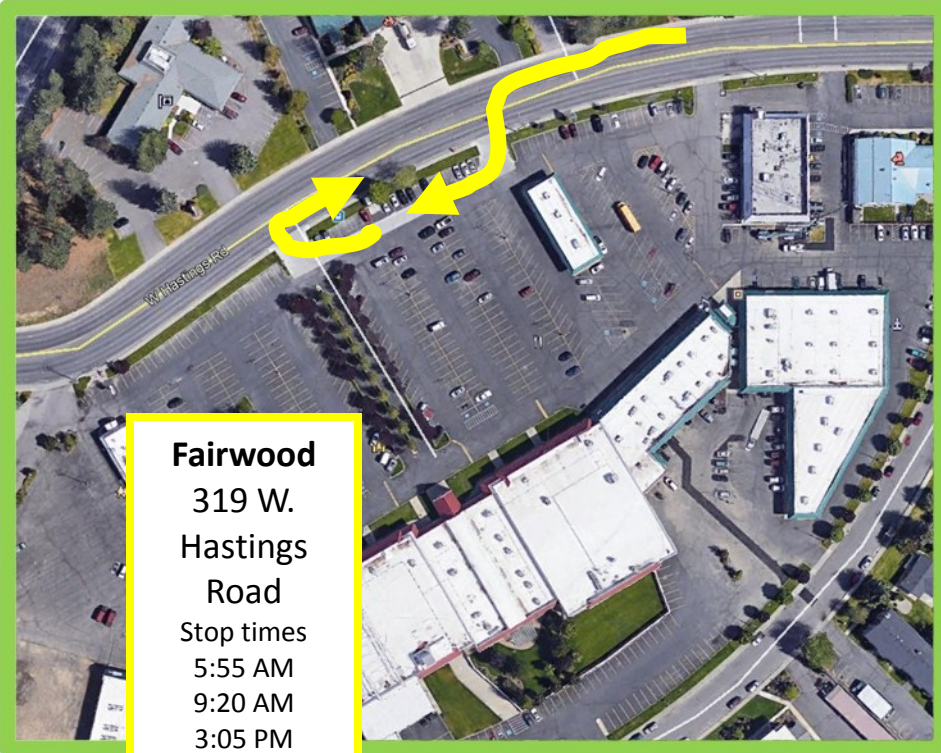 W Hastings Rd
Fairwood
319 W.
Hastings
Road
Stop times
5:55 AM
9:20 AM
3:05 PM